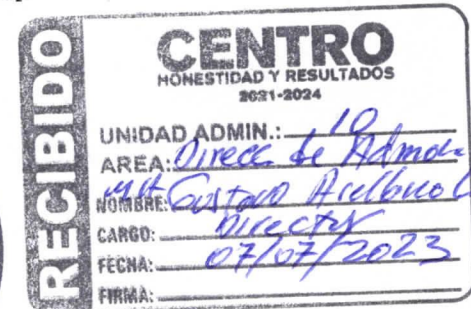 RECIBIDO
CENTRO
HONESTIDAD Y RESULTADOS
2021-2024
UNIDAD ADMIN.: 10
AREA: Direcc de Admon
NOMBRE: Gustavo Arellano
CARGO: Director
FECHA: 07/07/2023
FIRMA: